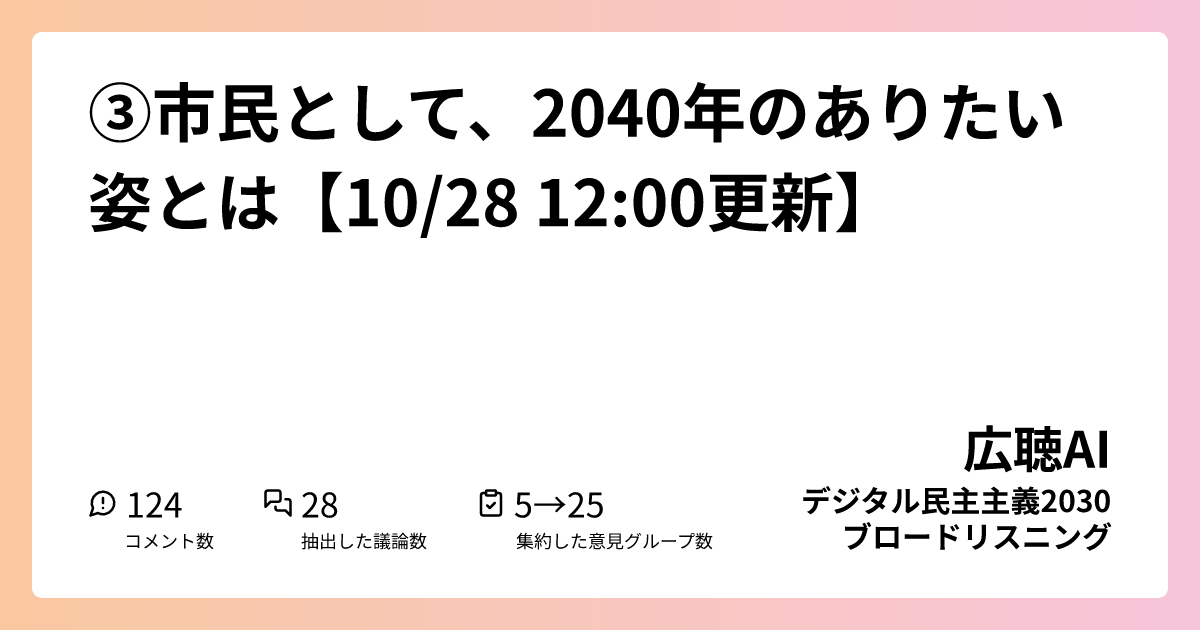 ③市民として、2040年のありたい
姿とは【10/28 12:00更新】
広聴AI
デジタル民主主義2030
ブロードリスニング
124
コメント数
28
抽出した議論数
5→25
集約した意見グループ数